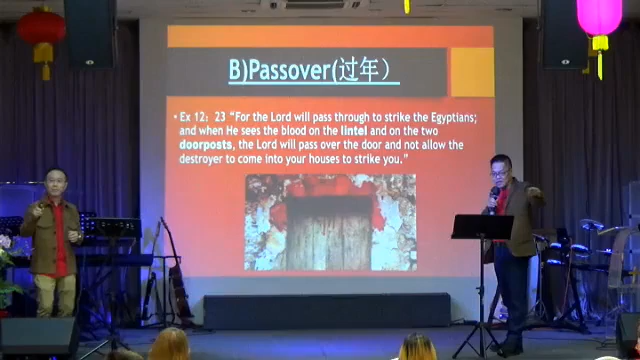 B)Passover(过年）
• Ex 12：23 “For the Lord will pass through to strike the Egyptians;
and when He sees the blood on the lintel and on the two
doorposts, the Lord will pass over the door and not allow the
destroyer to come into your houses to strike you.”